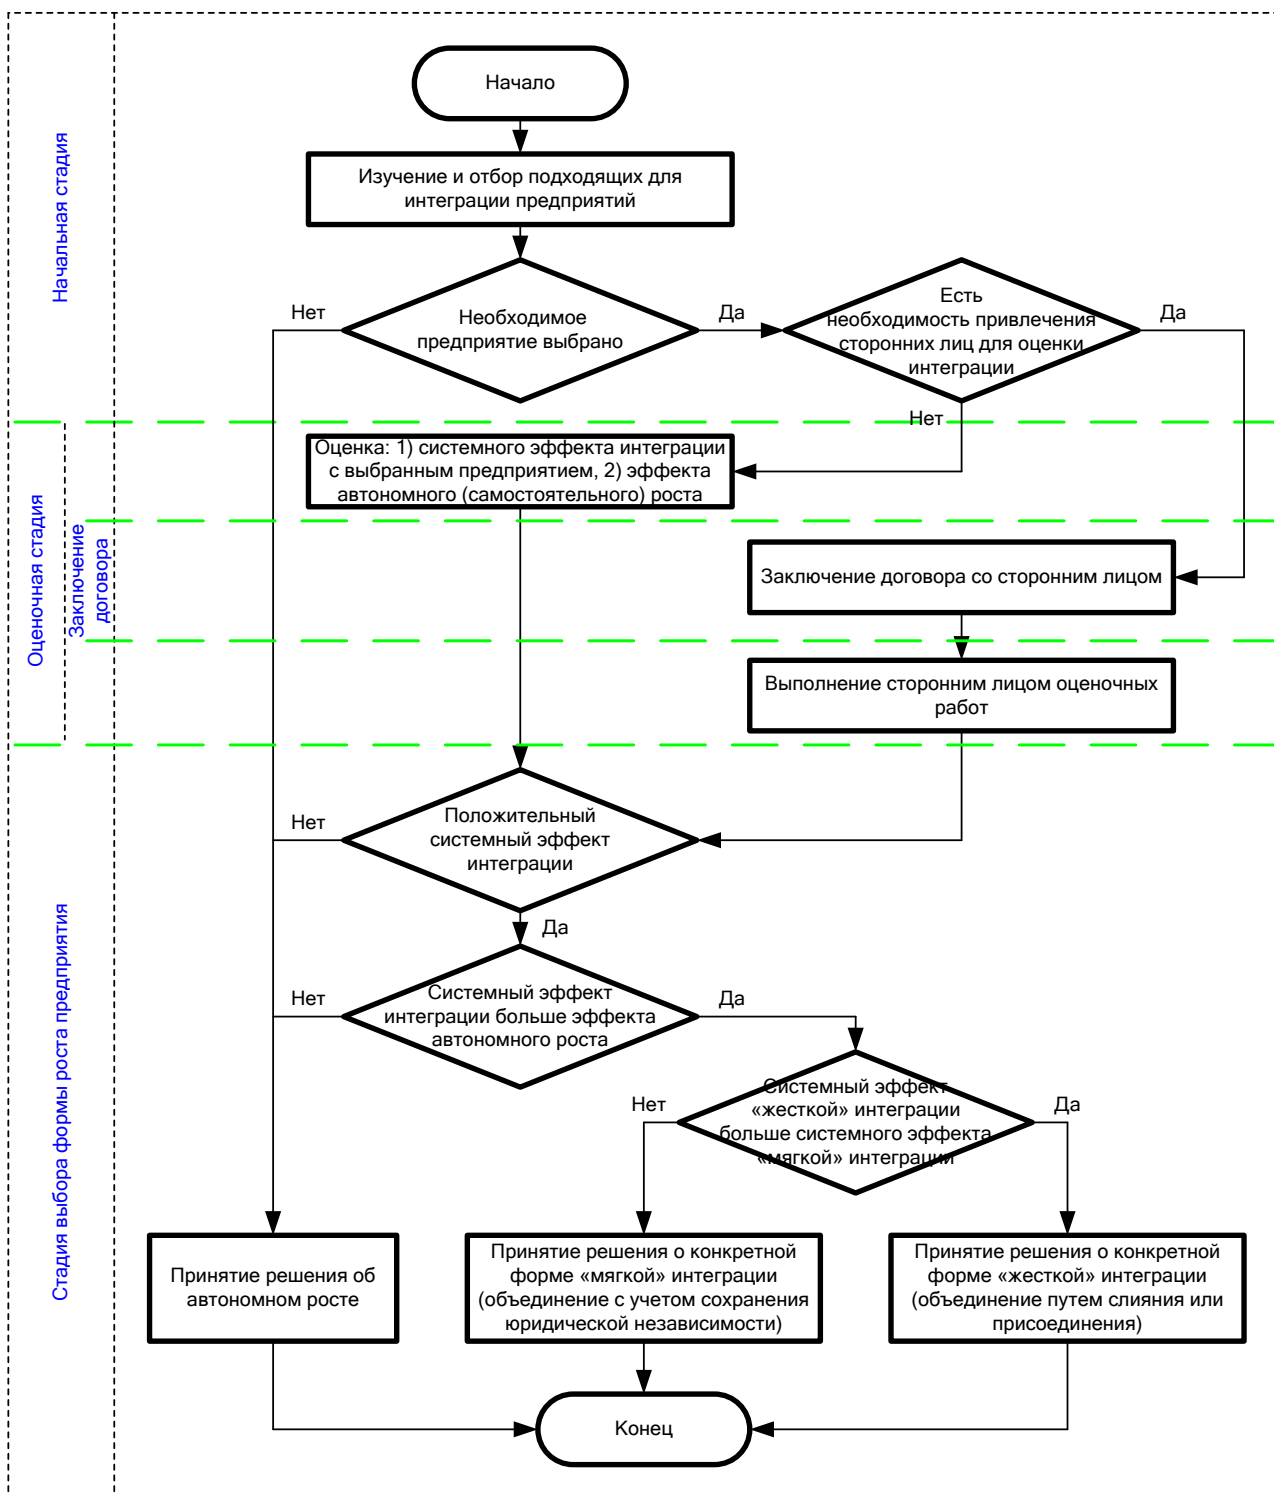 Начальная стадия
Начало
Изучение и отбор подходящих для
интеграции предприятий
Нет
Необходимое
предприятие выбрано
Да
Есть
необходимость привлечения
сторонних лиц для оценки
интеграции
Да
Нет
Оценочная стадия
Заключение
договора
Оценка: 1) системного эффекта интеграции
с выбранным предприятием, 2) эффекта
автономного (самостоятельного) роста
Заключение договора со сторонним лицом
Выполнение сторонним лицом оценочных
работ
Стадия выбора формы роста предприятия
Нет
Положительный
системный эффект
интеграции
Да
Нет
Системный эффект
интеграции больше эффекта
автономного роста
Да
Нет
Системный эффект
«жесткой» интеграции
больше системного эффекта
«мягкой» интеграции
Да
Принятие решения об
автономном росте
Принятие решения о конкретной
форме «мягкой» интеграции
(объединение с учетом сохранения
юридической независимости)
Принятие решения о конкретной
форме «жесткой» интеграции
(объединение путем слияния или
присоединения)
Конец